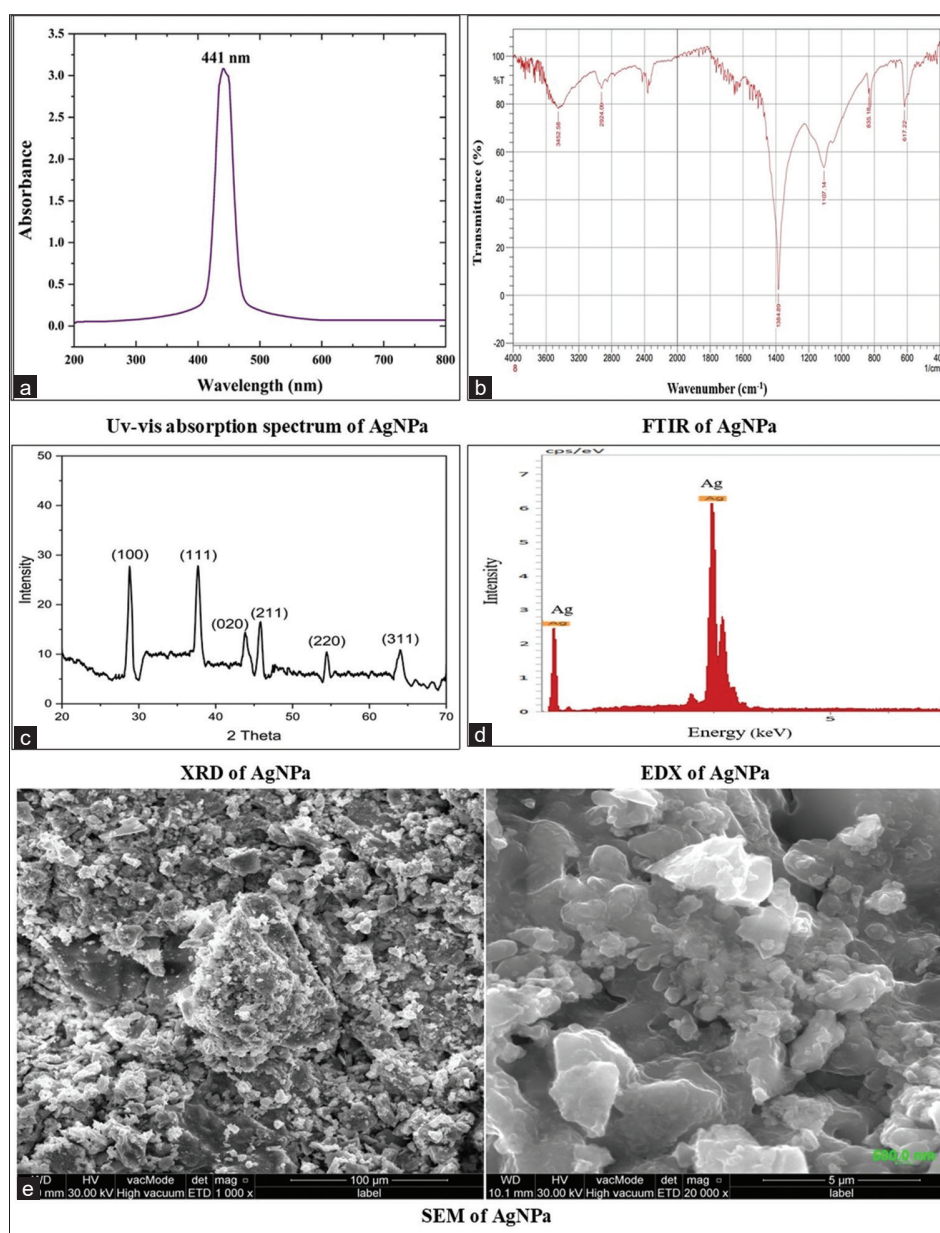 3.5
3.0
2.5
2.0
1.5
1.0
0.5
0.0
Absorbance
441 nm
200 300 400 500 600 700 800
Wavelength (nm)
a
Uv-vis absorption spectrum of AgNPa
100
%T
80
60
40
20
0
-20
Transmittance (%)
3452.58
2924.09
1384.89
1107.14
835.18
617.22
4000 3600 3200 2800 2400 2000 1800 1600 1400 1200 1000 800 600 400
8
1/cm
Wavenumber (cm-1)
b
FTIR of AgNPa
50
40
30
20
10
0
Intensity
(100)
(111)
(020)
(211)
(220)
(311)
20 30 40 50 60 70
2 Theta
c
XRD of AgNPa
cps/eV
7
6
5
4
3
2
1
0
Intensity
Ag
Ag
Ag
Ag
5
Energy (keV)
d
EDX of AgNPa
WD HV vacMode det mag □ 100 µm
mm 30.00 kV High vacuum ETD 1 000 x label
e
WD HV vacMode det mag □ 5 µm
10.1 mm 30.00 kV High vacuum ETD 20 000 x label
SEM of AgNPa